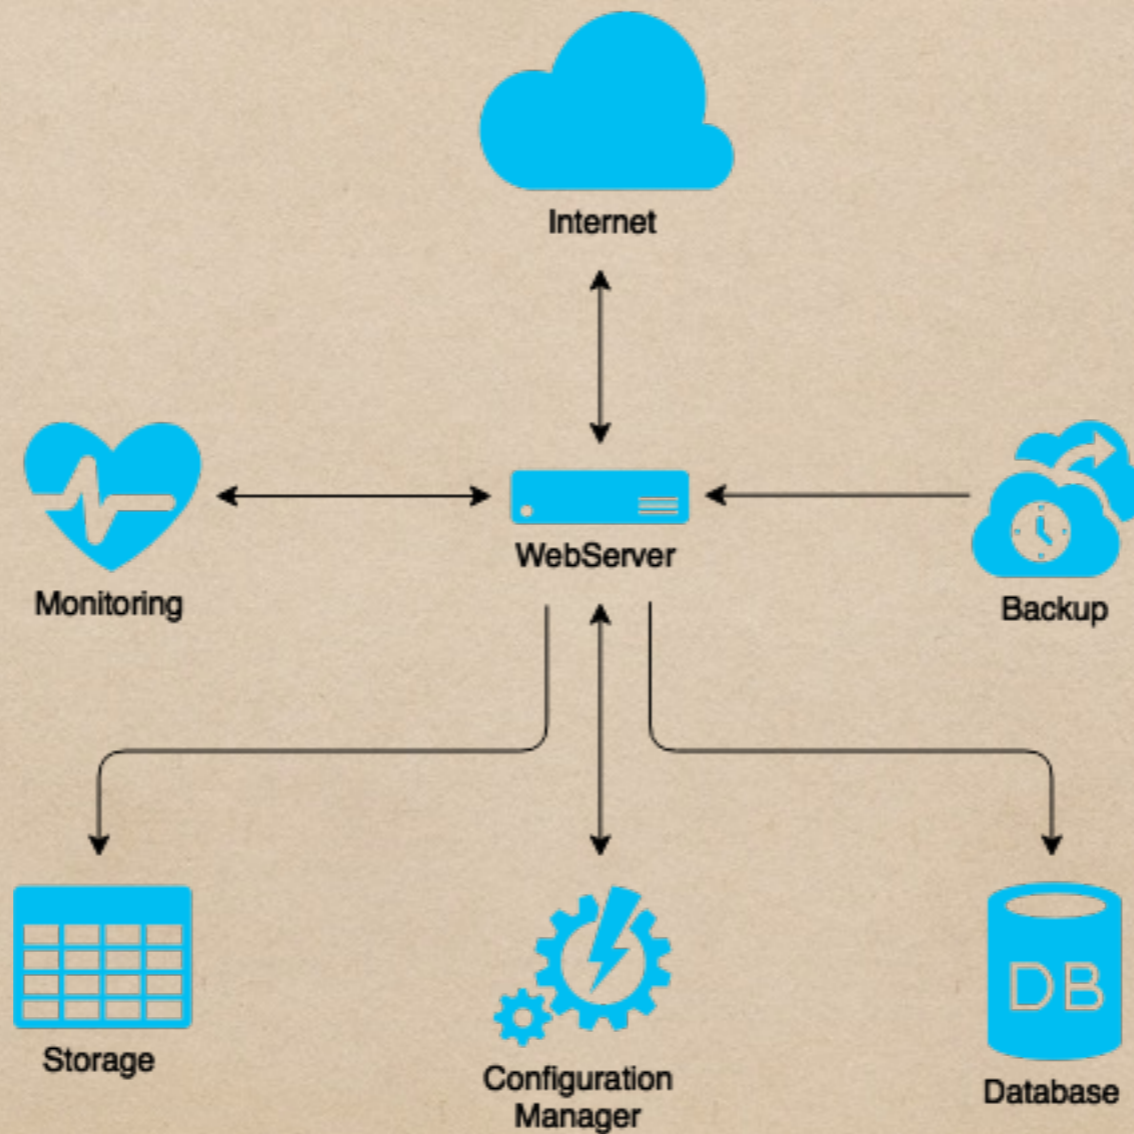 Internet
WebServer
Monitoring
Backup
DB
Storage
Configuration
Manager
Database